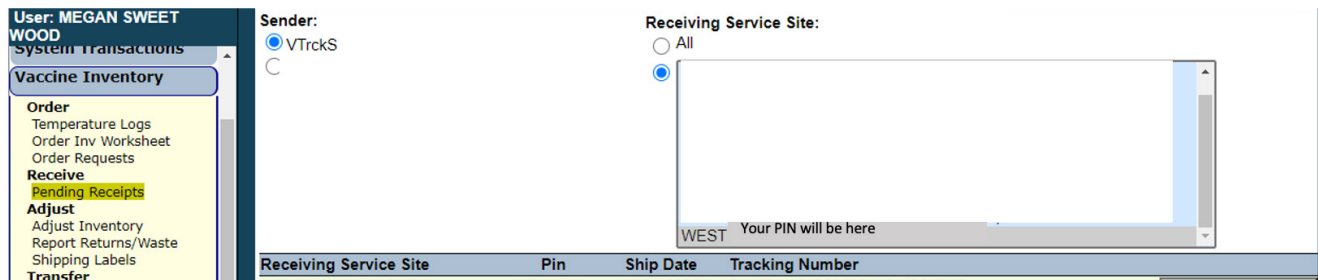 User: MEGAN SWEET
WOOD
System Transactions
Vaccine Inventory
Order
Temperature Logs
Order Inv Worksheet
Order Requests
Receive
Pending Receipts
Adjust
Adjust Inventory
Report Returns/Waste
Shipping Labels
Transfer
Sender:
VTrckS
Receiving Service Site:
All
WEST Your PIN will be here
Receiving Service Site Pin Ship Date Tracking Number